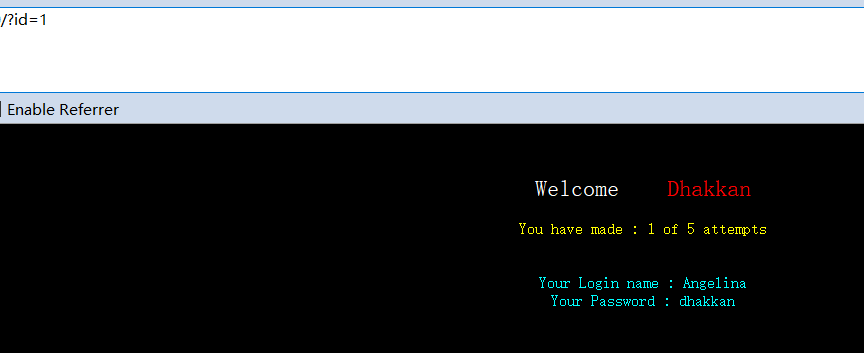 /?id=1
Enable Referrer
Welcome Dhakkan
You have made : 1 of 5 attempts
Your Login name : Angelina
Your Password : dhakkan